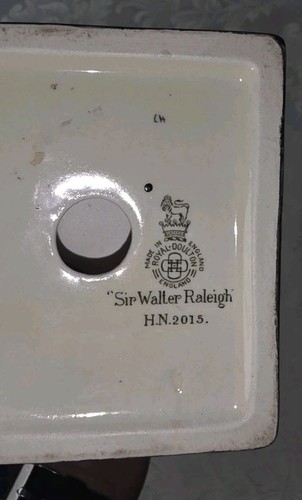 LH
MADE IN ENGLAND
ROYAL·DOULTON
ENGLAND
"Sir Walter Raleigh"
H.N.2015.